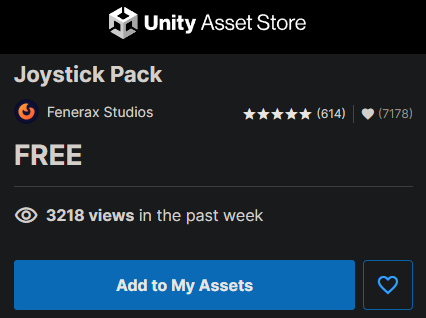 Unity Asset Store
Joystick Pack
Fenerax Studios (614) (7178)
FREE
3218 views in the past week
Add to My Assets